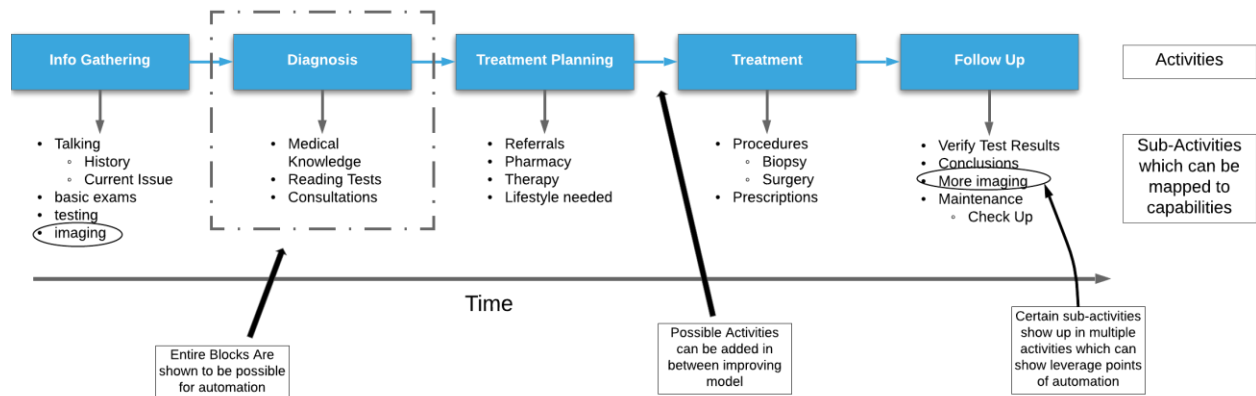 Info Gathering
Diagnosis
Treatment Planning
Treatment
Follow Up
Activities
• Talking
◦ History
◦ Current Issue
• basic exams
• testing
• imaging
• Medical
Knowledge
• Reading Tests
• Consultations
• Referrals
• Pharmacy
• Therapy
• Lifestyle needed
• Procedures
◦ Biopsy
◦ Surgery
• Prescriptions
• Verify Test Results
• Conclusions
• More imaging
• Maintenance
◦ Check Up
Sub-Activities
which can be
mapped to
capabilities
Time
Entire Blocks Are
shown to be possible
for automation
Possible Activities
can be added in
between improving
model
Certain sub-activities
show up in multiple
activities which can
show leverage points
of automation